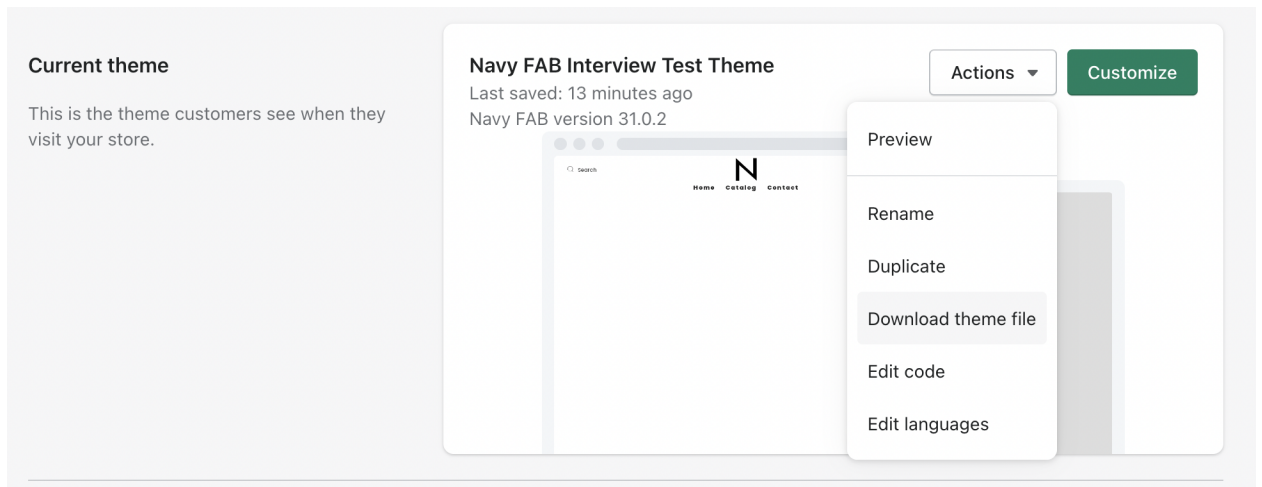 Current theme
This is the theme customers see when they
visit your store.
Navy FAB Interview Test Theme
Last saved: 13 minutes ago
Navy FAB version 31.0.2
Actions
Customize
Search
N
Home Catalog Contact
Preview
Rename
Duplicate
Download theme file
Edit code
Edit languages